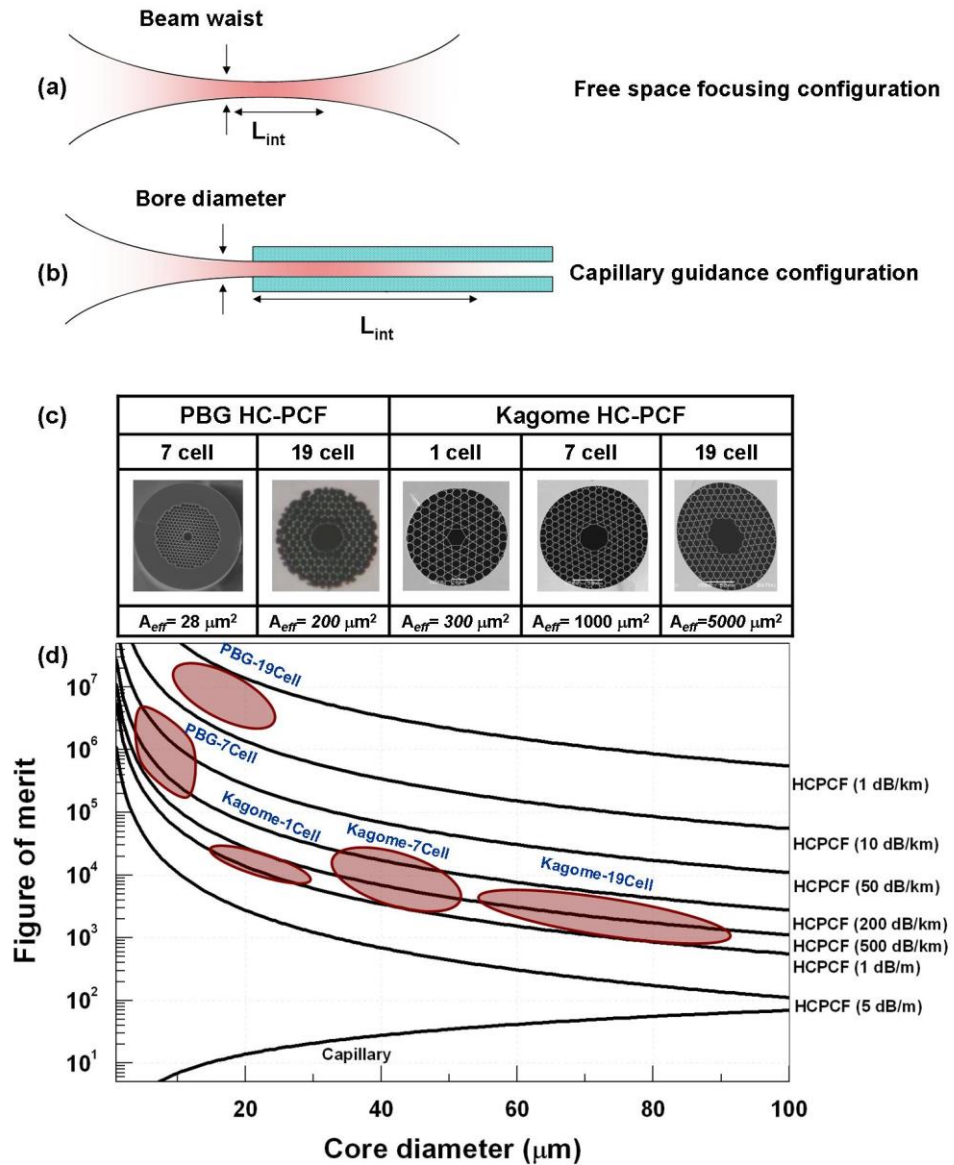 Beam waist
(a)
Free space focusing configuration
L_int
Bore diameter
(b)
Capillary guidance configuration
L_int
(c)
PBG HC-PCF Kagome HC-PCF
7 cell 19 cell 1 cell 7 cell 19 cell
A_eff= 28 μm² A_eff= 200 μm² A_eff= 300 μm² A_eff= 1000 μm² A_eff=5000 μm²
(d)
PBG-19Cell
PBG-7Cell
Kagome-1Cell
Kagome-7Cell
Kagome-19Cell
Capillary
HCPCF (1 dB/km)
HCPCF (10 dB/km)
HCPCF (50 dB/km)
HCPCF (200 dB/km)
HCPCF (500 dB/km)
HCPCF (1 dB/m)
HCPCF (5 dB/m)
Figure of merit
10⁷
10⁶
10⁵
10⁴
10³
10²
10¹
20 40 60 80 100
Core diameter (μm)